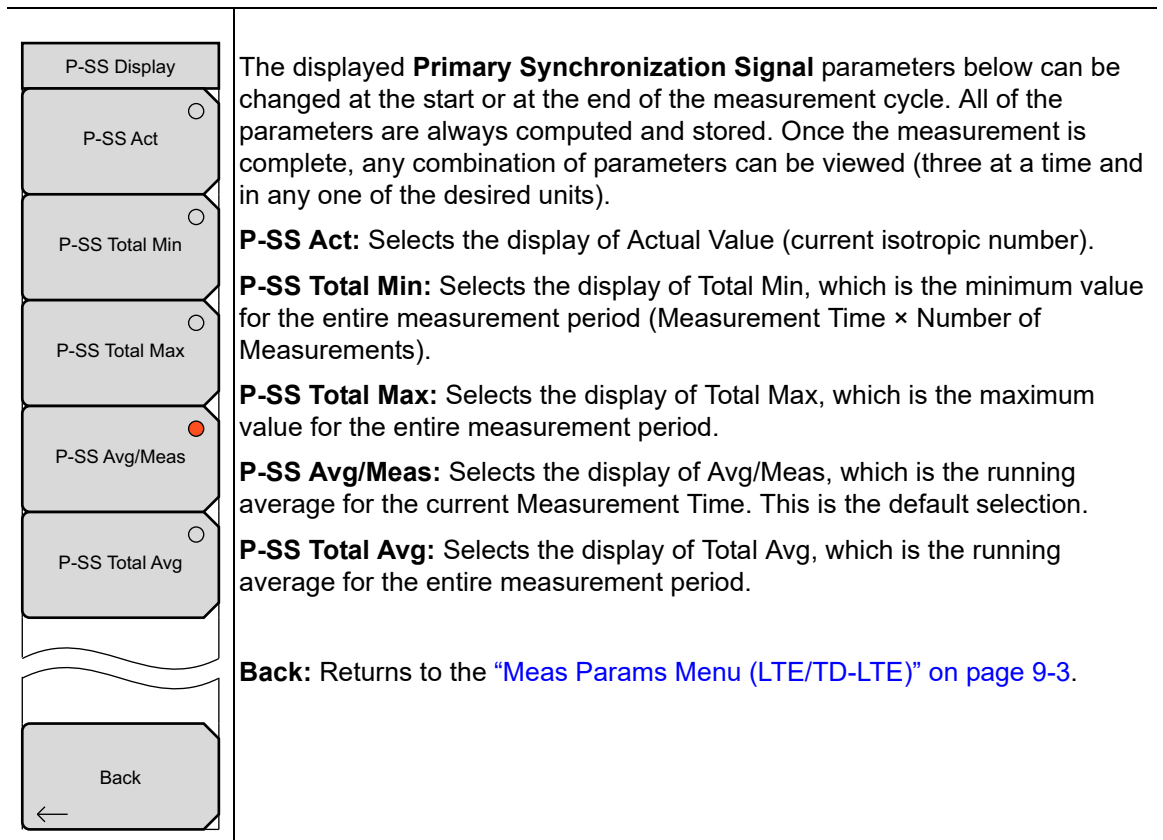 P-SS Display
P-SS Act
P-SS Total Min
P-SS Total Max
P-SS Avg/Meas
P-SS Total Avg
Back
The displayed Primary Synchronization Signal parameters below can be
changed at the start or at the end of the measurement cycle. All of the
parameters are always computed and stored. Once the measurement is
complete, any combination of parameters can be viewed (three at a time and
in any one of the desired units).
P-SS Act: Selects the display of Actual Value (current isotropic number).
P-SS Total Min: Selects the display of Total Min, which is the minimum value
for the entire measurement period (Measurement Time × Number of
Measurements).
P-SS Total Max: Selects the display of Total Max, which is the maximum
value for the entire measurement period.
P-SS Avg/Meas: Selects the display of Avg/Meas, which is the running
average for the current Measurement Time. This is the default selection.
P-SS Total Avg: Selects the display of Total Avg, which is the running
average for the entire measurement period.
Back: Returns to the “Meas Params Menu (LTE/TD-LTE)” on page 9-3.